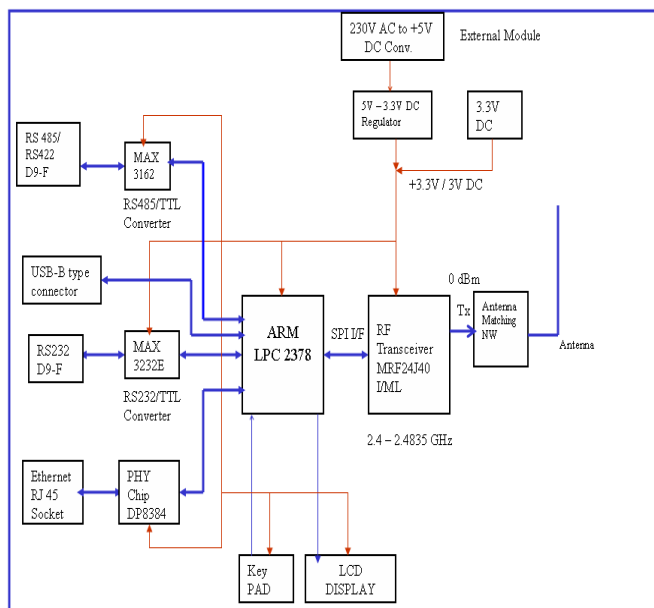 230V AC to +5V
DC Conv.
External Module
5V – 3.3V DC
Regulator
3.3V
DC
+3.3V / 3V DC
RS 485/
RS422
D9-F
MAX
3162
RS485/TTL
Converter
USB-B type
connector
RS232
D9-F
MAX
3232E
RS232/TTL
Converter
Ethernet
RJ 45
Socket
PHY
Chip
DP8384
ARM
LPC 2378
SPI I/F
RF
Transceiver
MRF24J40
I/ML
2.4 – 2.4835 GHz
0 dBm
Tx
Antenna
Matching
NW
Antenna
Key
PAD
LCD
DISPLAY